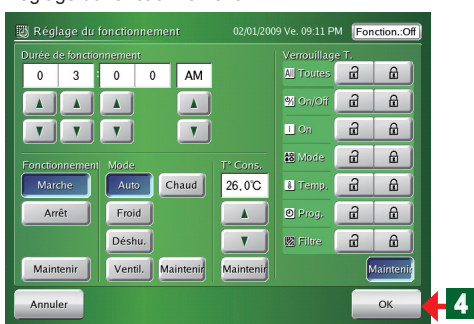 Réglage du fonctionnement 02/01/2009 Ve. 09:11 PM Fonction.:Off
Durée de fonctionnement
0 3 : 0 0 AM
Fonctionnement
Marche
Arrêt
Maintenir
Mode
Auto Chaud
Froid
Déshu.
Ventil. Maintenir
T° Cons.
26,0°C
Maintenir
Verrouillage T.
All Toutes
On/Off
On
Mode
Temp.
Prog.
Filtre
Maintenir
Annuler OK 4